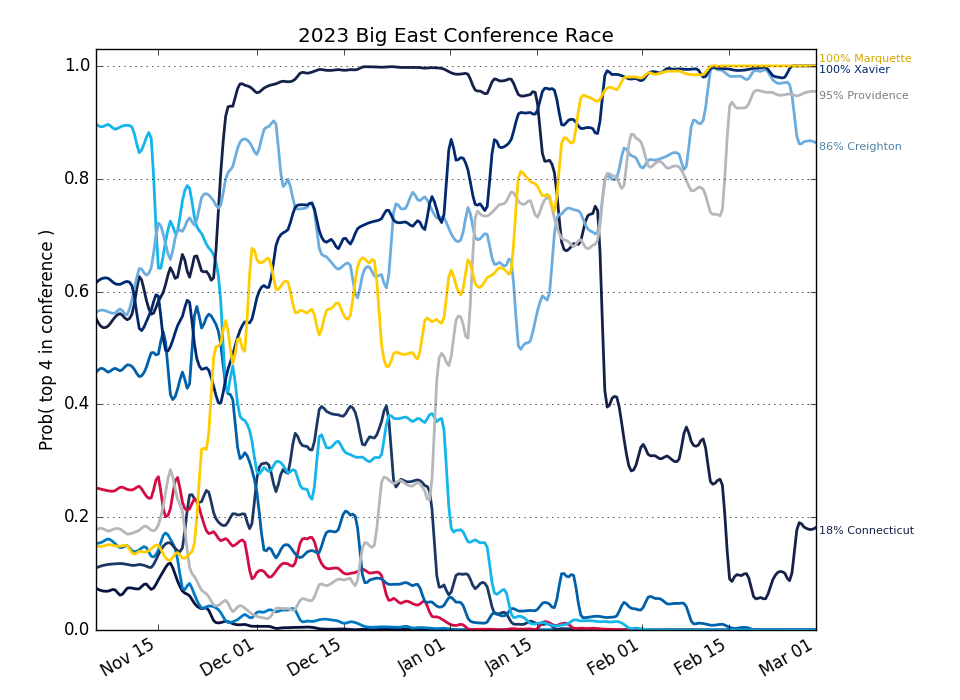 2023 Big East Conference Race
Prob( top 4 in conference )
1.0
0.8
0.6
0.4
0.2
0.0
Nov 15
Dec 01
Dec 15
Jan 01
Jan 15
Feb 01
Feb 15
Mar 01
100% Marquette
100% Xavier
95% Providence
86% Creighton
18% Connecticut